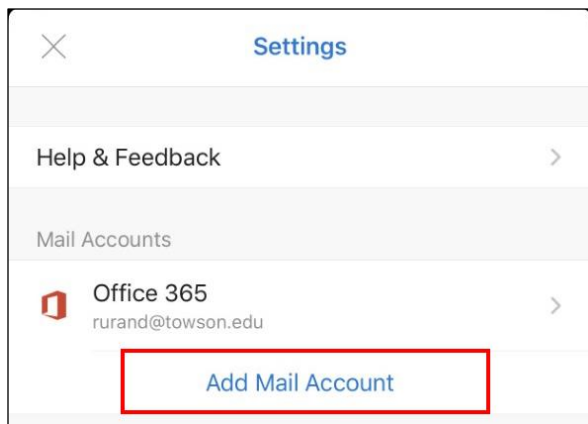 Settings
Help & Feedback
Mail Accounts
Office 365
rurand@towson.edu
Add Mail Account